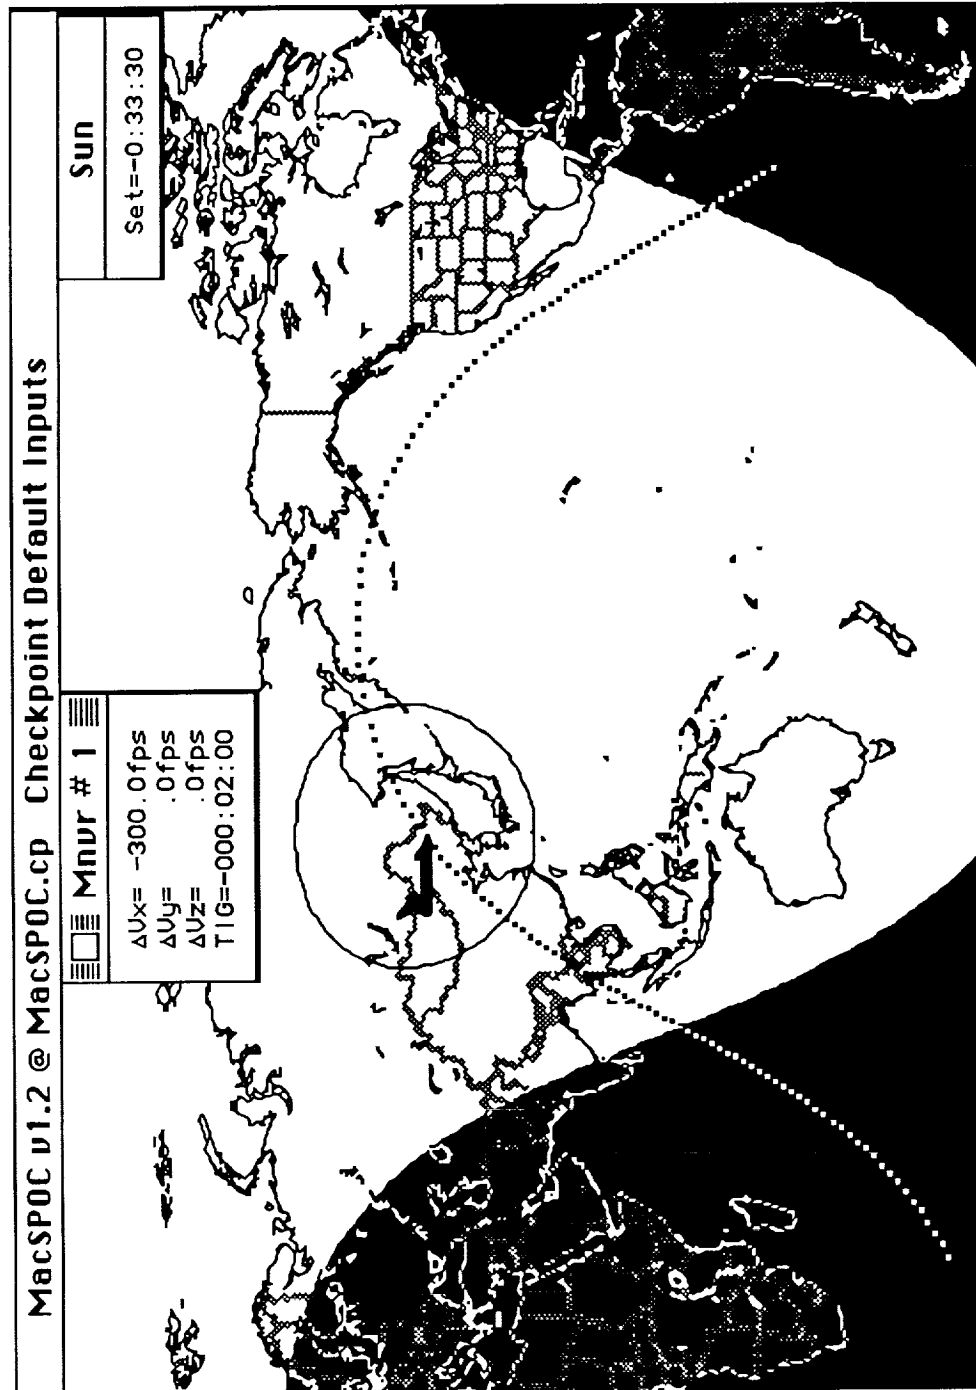 MacSPOC v1.2 @ MacSPOC.cp Checkpoint Default Inputs
Mnvr # 1
ΔVx= -300.0fps
ΔVy= .0fps
ΔVz= .0fps
TIG=-000:02:00
Sun
Set=-0:33:30